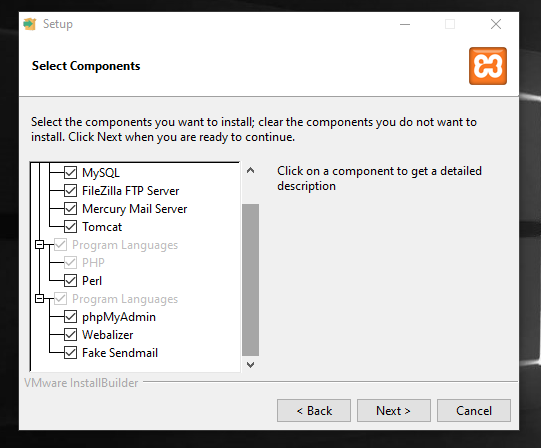 Setup
Select Components
Select the components you want to install; clear the components you do not want to
install. Click Next when you are ready to continue.
MySQL
FileZilla FTP Server
Mercury Mail Server
Tomcat
Program Languages
PHP
Perl
Program Languages
phpMyAdmin
Webalizer
Fake Sendmail
Click on a component to get a detailed
description
VMware InstallBuilder
< Back
Next >
Cancel